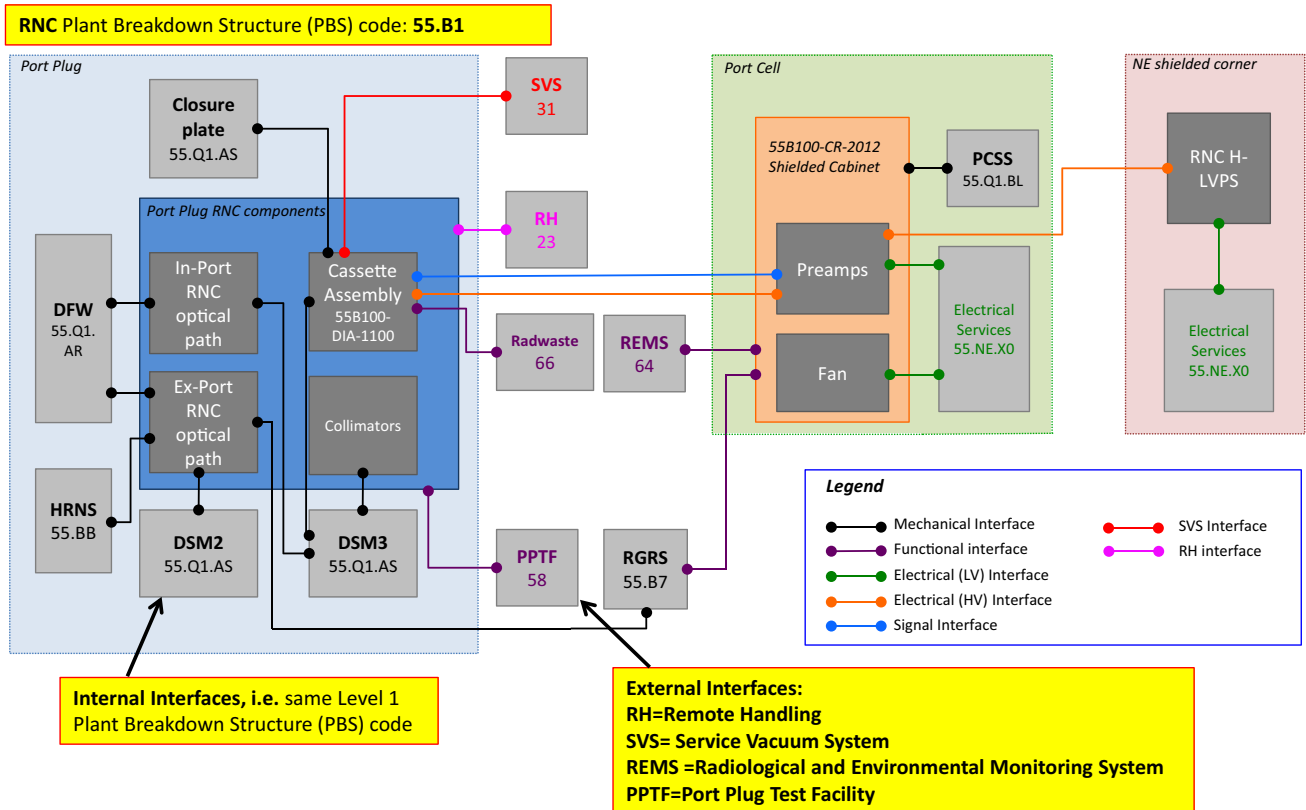 RNC Plant Breakdown Structure (PBS) code: 55.B1
Port Plug
Closure
plate
55.Q1.AS
SVS
31
RH
23
Port Plug RNC components
In-Port
RNC
optical
path
Cassette
Assembly
55B100-
DIA-1100
DFW
55.Q1.
AR
Ex-Port
RNC
optical
path
Collimators
HRNS
55.BB
DSM2
55.Q1.AS
DSM3
55.Q1.AS
Radwaste
66
REMS
64
PPTF
58
RGRS
55.B7
Port Cell
55B100-CR-2012
Shielded Cabinet
PCSS
55.Q1.BL
Preamps
Fan
Electrical
Services
55.NE.X0
NE shielded corner
RNC H-
LVPS
Electrical
Services
55.NE.X0
Legend
Mechanical Interface
Functional interface
Electrical (LV) Interface
Electrical (HV) Interface
Signal Interface
SVS Interface
RH interface
Internal Interfaces, i.e. same Level 1
Plant Breakdown Structure (PBS) code
External Interfaces:
RH=Remote Handling
SVS= Service Vacuum System
REMS =Radiological and Environmental Monitoring System
PPTF=Port Plug Test Facility